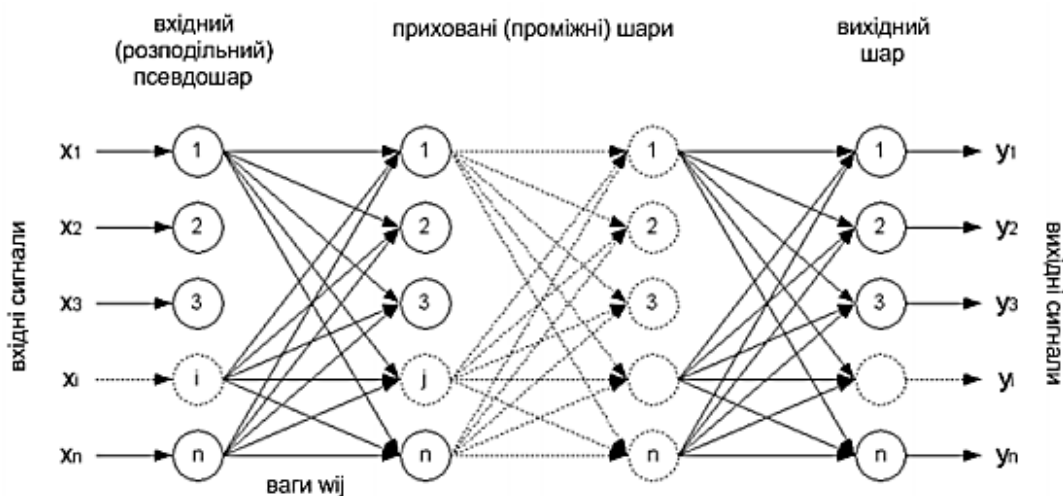 вхідний
(розподільний)
псевдошар
приховані (проміжні) шари
вихідний
шар
x1 1 1 1 1 y1
x2 2 2 2 2 y2
x3 3 3 3 3 y3
xi i j yi
xn n n n n yn
вхідні сигнали
вихідні сигнали
ваги wij